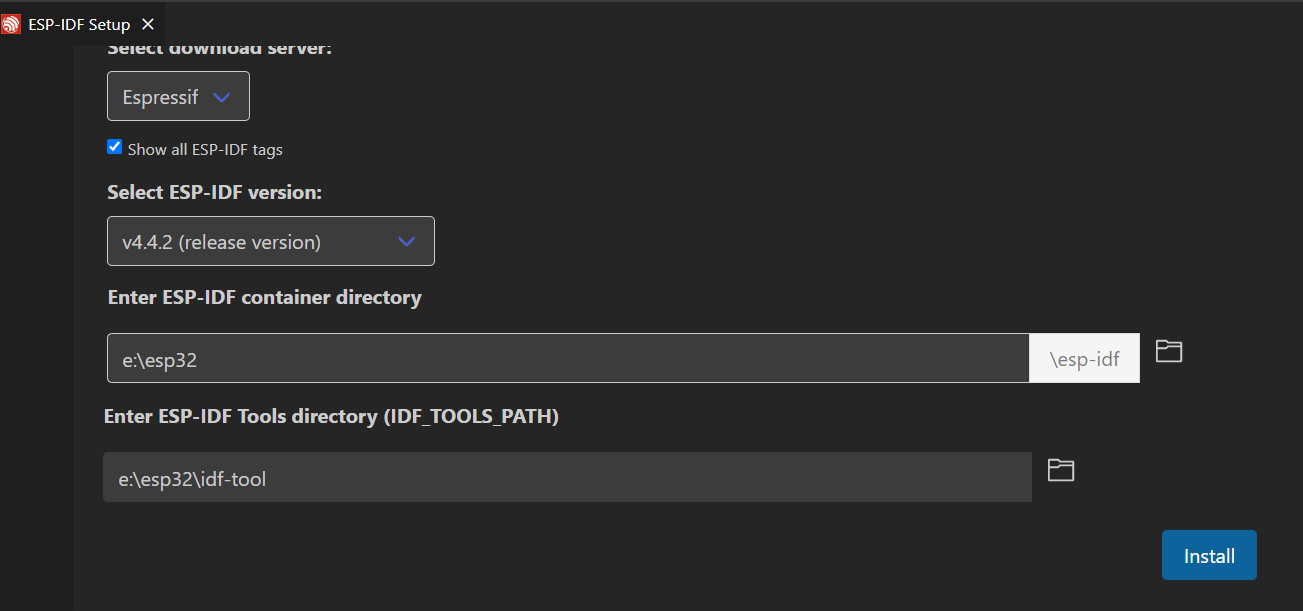 ESP-IDF Setup
Select download server:
Espressif
Show all ESP-IDF tags
Select ESP-IDF version:
v4.4.2 (release version)
Enter ESP-IDF container directory
e:\esp32 \esp-idf
Enter ESP-IDF Tools directory (IDF_TOOLS_PATH)
e:\esp32\idf-tool
Install